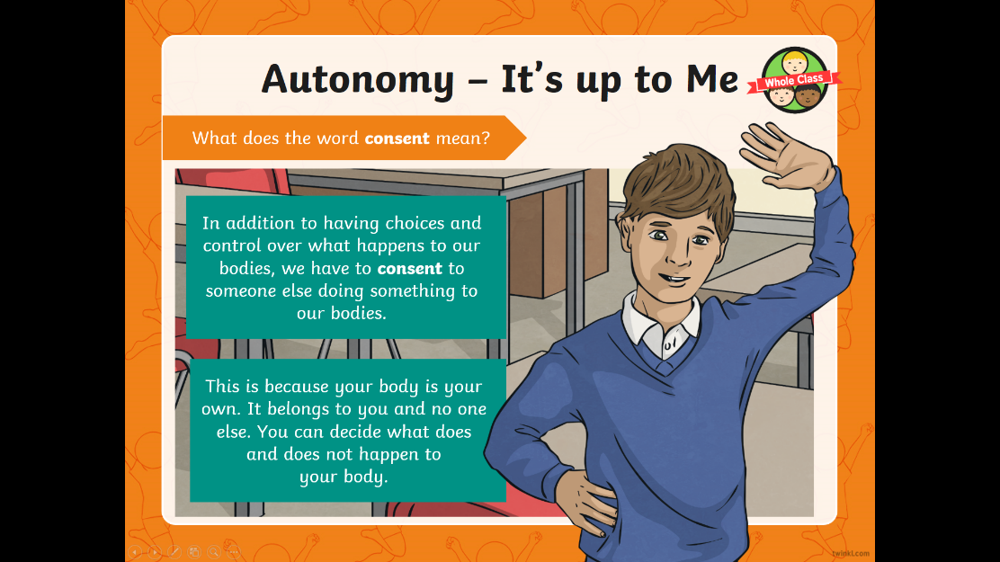 Autonomy – It's up to Me
Whole Class
What does the word consent mean?
In addition to having choices and
control over what happens to our
bodies, we have to consent to
someone else doing something to
our bodies.
This is because your body is your
own. It belongs to you and no one
else. You can decide what does
and does not happen to
your body.
twinkl.com